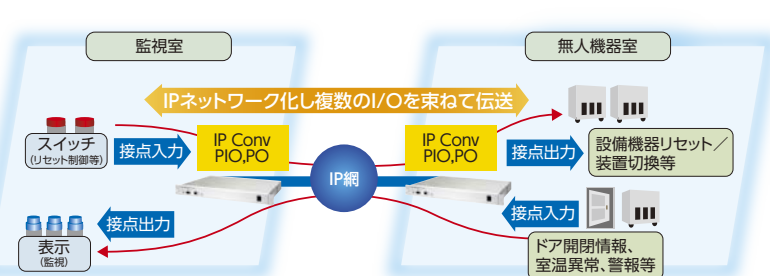 監視室
無人機器室
IPネットワーク化し複数のI/Oを束ねて伝送
スイッチ
(リセット制御等)
接点入力
IP Conv
PIO,PO
IP網
IP Conv
PIO,PO
接点出力
設備機器リセット／
装置切換等
表示
(監視)
接点出力
接点入力
ドア開閉情報、
室温異常、警報等